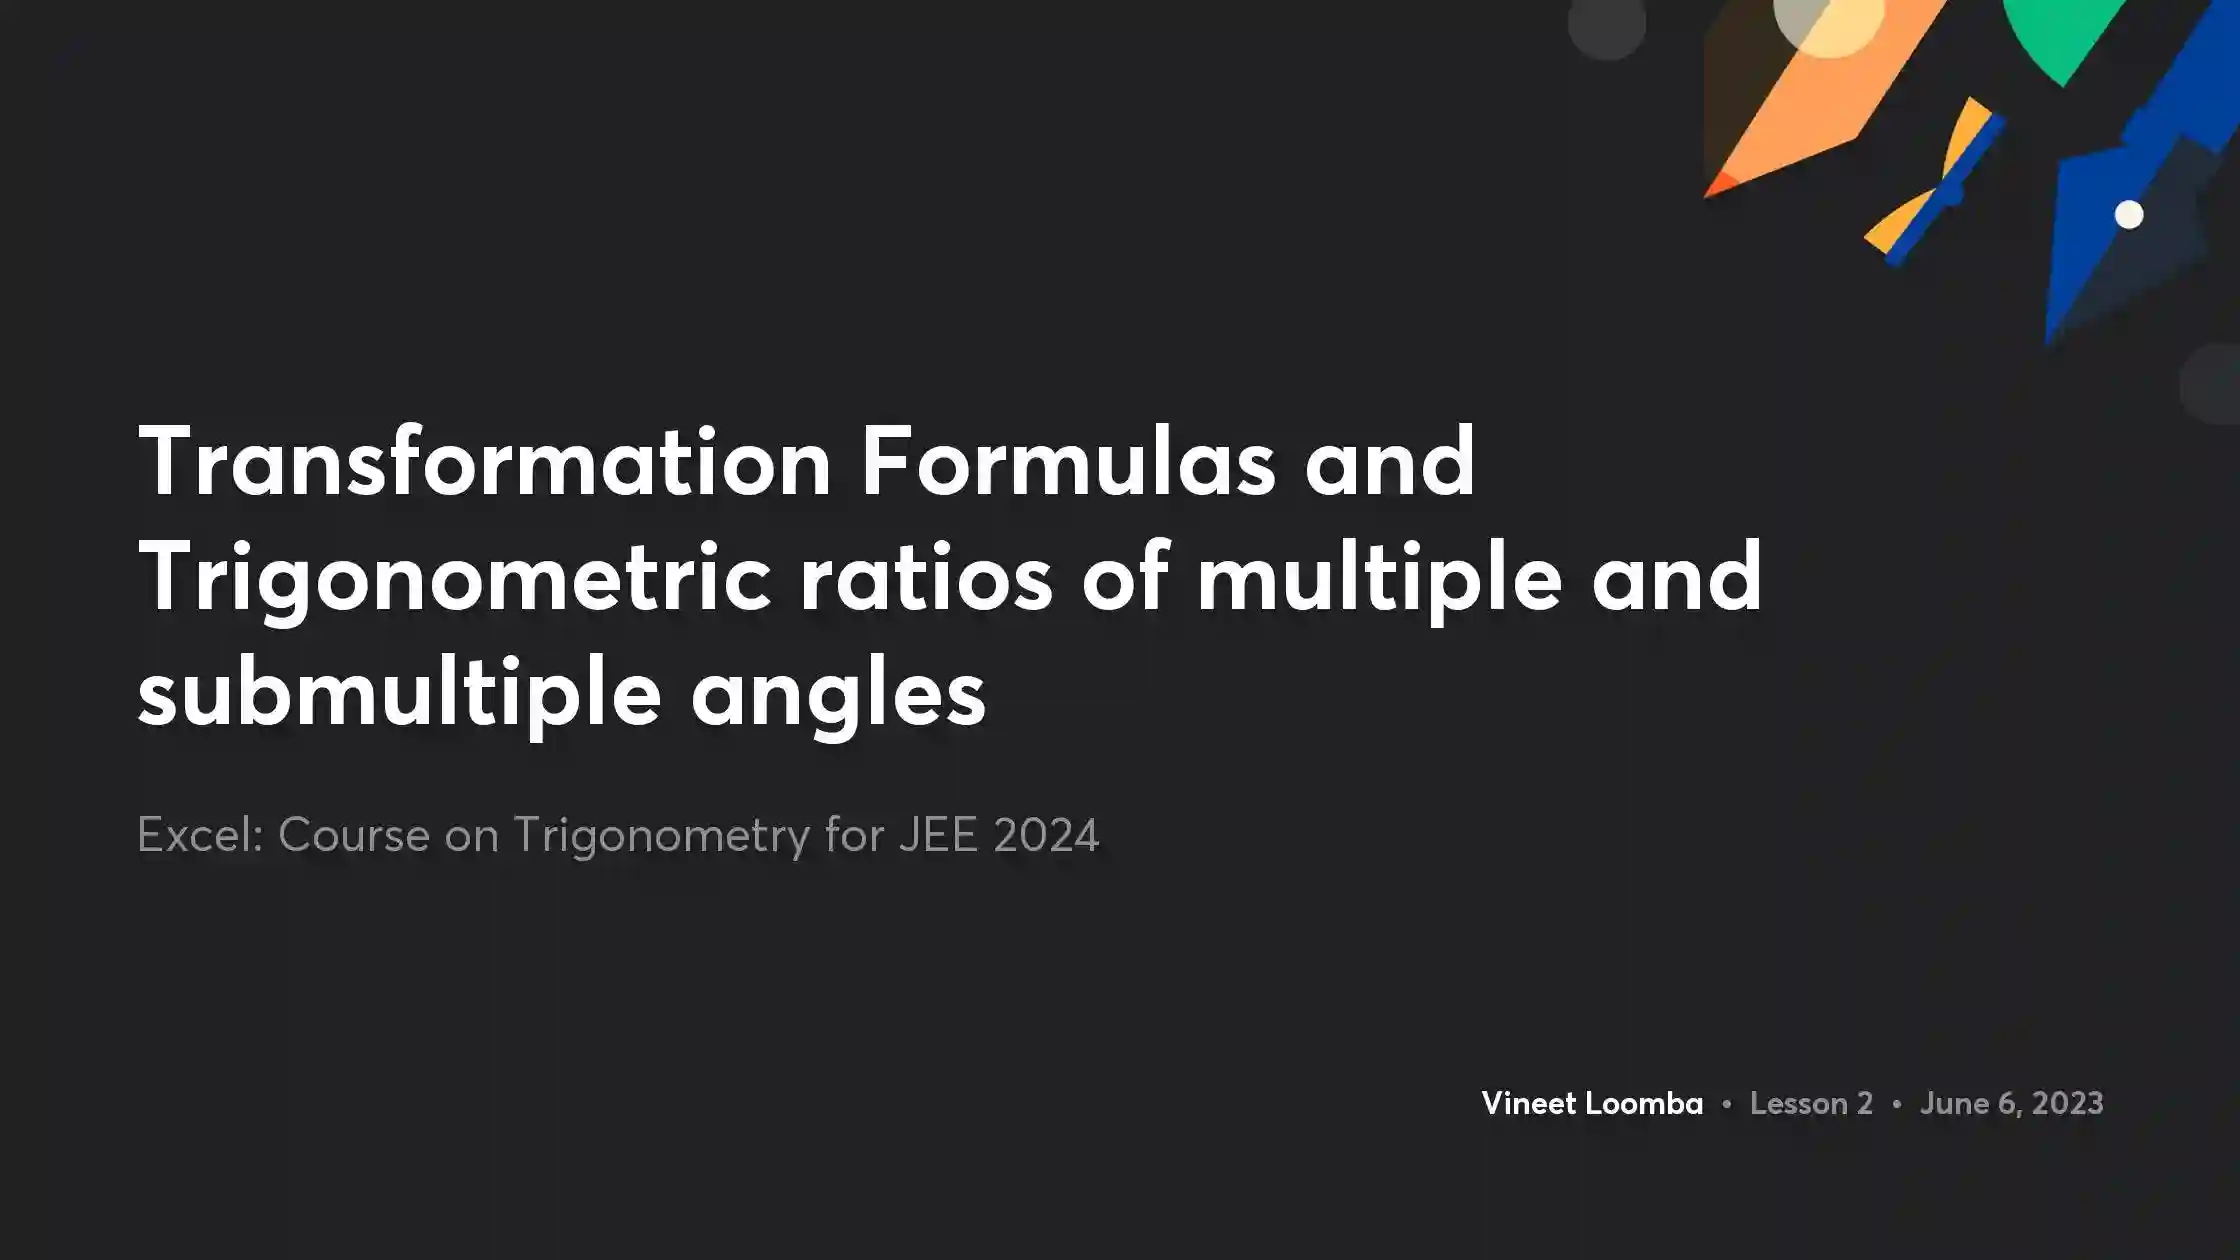 Transformation Formulas and
Trigonometric ratios of multiple and
submultiple angles
Excel: Course on Trigonometry for JEE 2024
Vineet Loomba • Lesson 2 • June 6, 2023